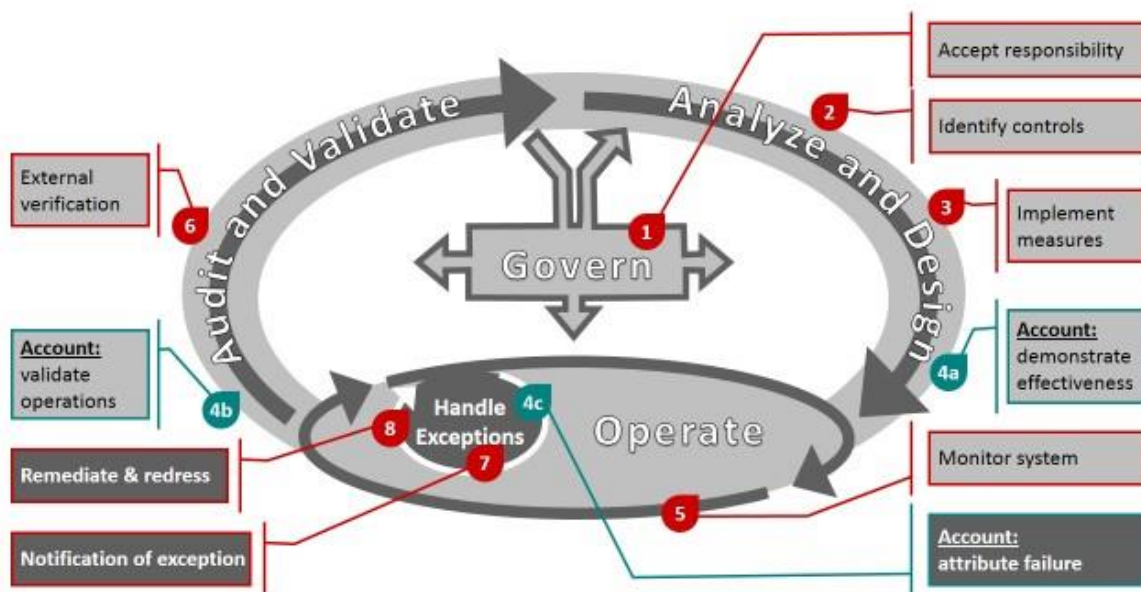 Accept responsibility
1
Analyze and Design
2
Identify controls
Audit and Validate
External
verification
6
3
Implement
measures
Govern
Account:
validate
operations
4b
4a
Account:
demonstrate
effectiveness
Handle
Exceptions
4c
8
7
Operate
Remediate & redress
Monitor system
5
Notification of exception
Account:
attribute failure